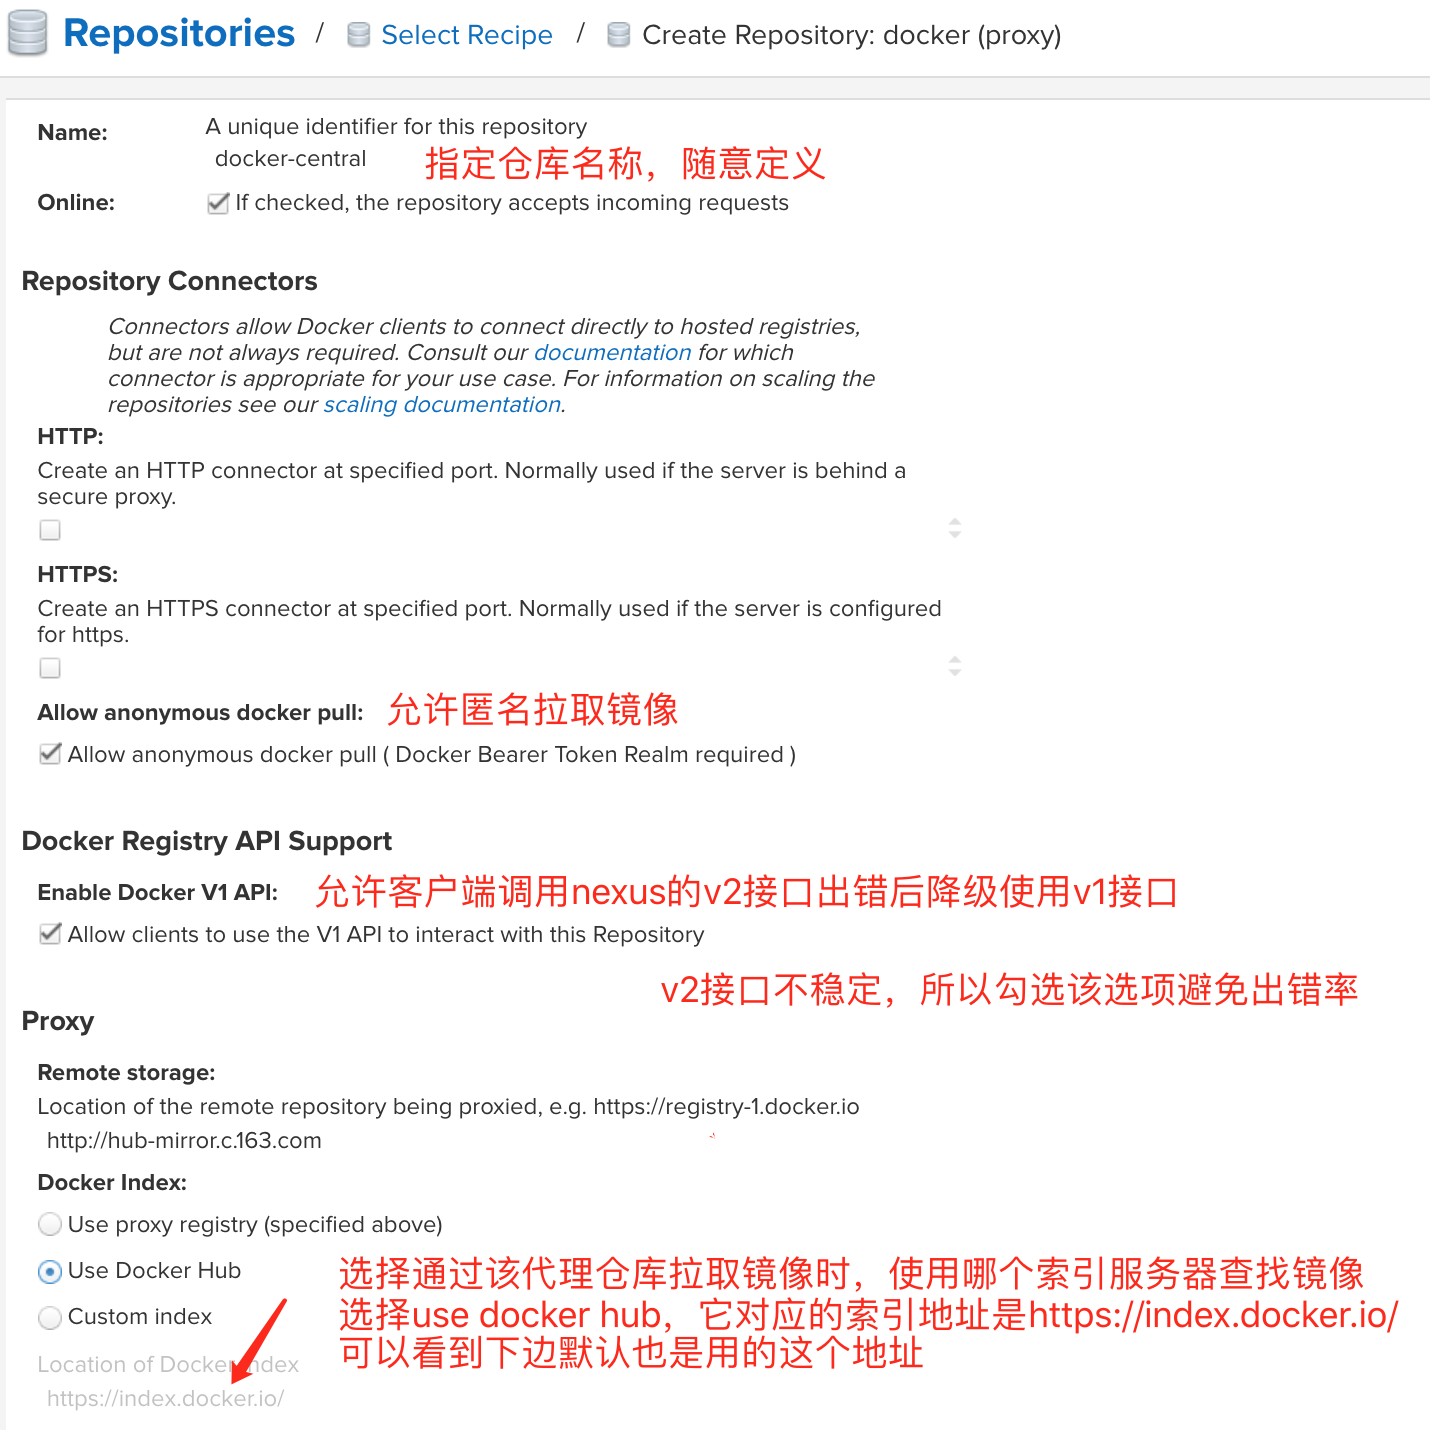 Repositories / Select Recipe / Create Repository: docker (proxy)
Name:
A unique identifier for this repository
docker-central
指定仓库名称，随意定义
Online:
If checked, the repository accepts incoming requests
Repository Connectors
Connectors allow Docker clients to connect directly to hosted registries,
but are not always required. Consult our documentation for which
connector is appropriate for your use case. For information on scaling the
repositories see our scaling documentation.
HTTP:
Create an HTTP connector at specified port. Normally used if the server is behind a
secure proxy.
HTTPS:
Create an HTTPS connector at specified port. Normally used if the server is configured
for https.
Allow anonymous docker pull: 允许匿名拉取镜像
Allow anonymous docker pull ( Docker Bearer Token Realm required )
Docker Registry API Support
Enable Docker V1 API: 允许客户端调用nexus的v2接口出错后降级使用v1接口
Allow clients to use the V1 API to interact with this Repository
v2接口不稳定，所以勾选该选项避免出错率
Proxy
Remote storage:
Location of the remote repository being proxied, e.g. https://registry-1.docker.io
http://hub-mirror.c.163.com
Docker Index:
Use proxy registry (specified above)
Use Docker Hub
Custom index
选择通过该代理仓库拉取镜像时，使用哪个索引服务器查找镜像
选择use docker hub，它对应的索引地址是https://index.docker.io/
可以看到下边默认也是用的这个地址
Location of Docker Index
https://index.docker.io/